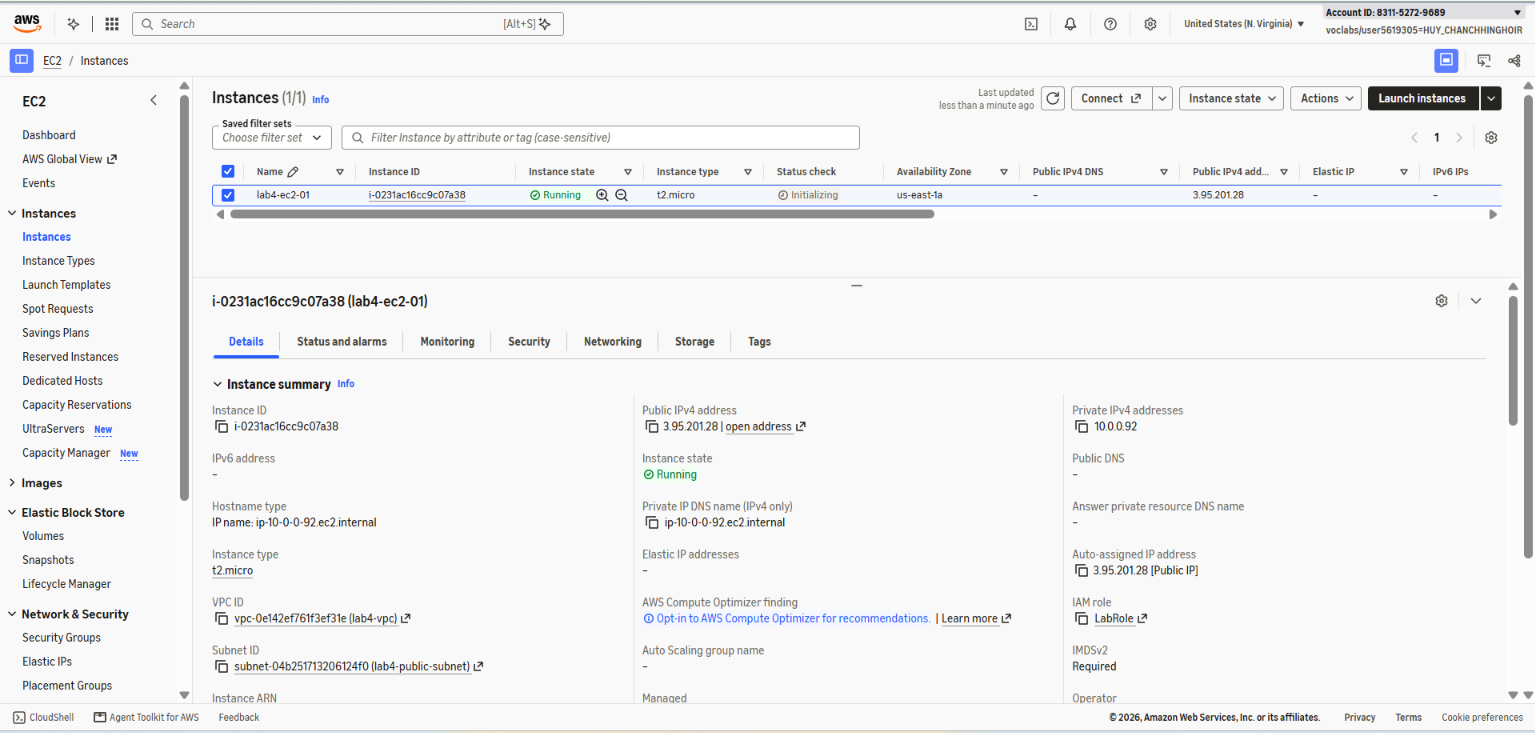 aws
Search [Alt+S]
United States (N. Virginia)
Account ID: 8311-5272-9689
voclabs/user5619305=HUY_CHANCHHINGHOIR
EC2 / Instances
EC2
Dashboard
AWS Global View
Events
Instances
Instances
Instance Types
Launch Templates
Spot Requests
Savings Plans
Reserved Instances
Dedicated Hosts
Capacity Reservations
UltraServers New
Capacity Manager New
Images
Elastic Block Store
Volumes
Snapshots
Lifecycle Manager
Network & Security
Security Groups
Elastic IPs
Placement Groups
Instances (1/1) Info
Last updated
less than a minute ago
Connect
Instance state
Actions
Launch instances
Saved filter sets
Choose filter set
Filter Instance by attribute or tag (case-sensitive)
1
Name Instance ID Instance state Instance type Status check Availability Zone Public IPv4 DNS Public IPv4 add... Elastic IP IPv6 IPs
lab4-ec2-01 i-0231ac16cc9c07a38 Running t2.micro Initializing us-east-1a – 3.95.201.28 – –
i-0231ac16cc9c07a38 (lab4-ec2-01)
Details Status and alarms Monitoring Security Networking Storage Tags
Instance summary Info
Instance ID
i-0231ac16cc9c07a38
Public IPv4 address
3.95.201.28 | open address
Private IPv4 addresses
10.0.0.92
IPv6 address
–
Instance state
Running
Public DNS
–
Hostname type
IP name: ip-10-0-0-92.ec2.internal
Private IP DNS name (IPv4 only)
ip-10-0-0-92.ec2.internal
Answer private resource DNS name
–
Instance type
t2.micro
Elastic IP addresses
–
Auto-assigned IP address
3.95.201.28 [Public IP]
VPC ID
vpc-0e142ef761f3ef31e (lab4-vpc)
AWS Compute Optimizer finding
Opt-in to AWS Compute Optimizer for recommendations. | Learn more
IAM role
LabRole
Subnet ID
subnet-04b251713206124f0 (lab4-public-subnet)
Auto Scaling group name
–
IMDSv2
Required
Instance ARN
Managed
Operator
CloudShell Agent Toolkit for AWS Feedback
© 2026, Amazon Web Services, Inc. or its affiliates. Privacy Terms Cookie preferences